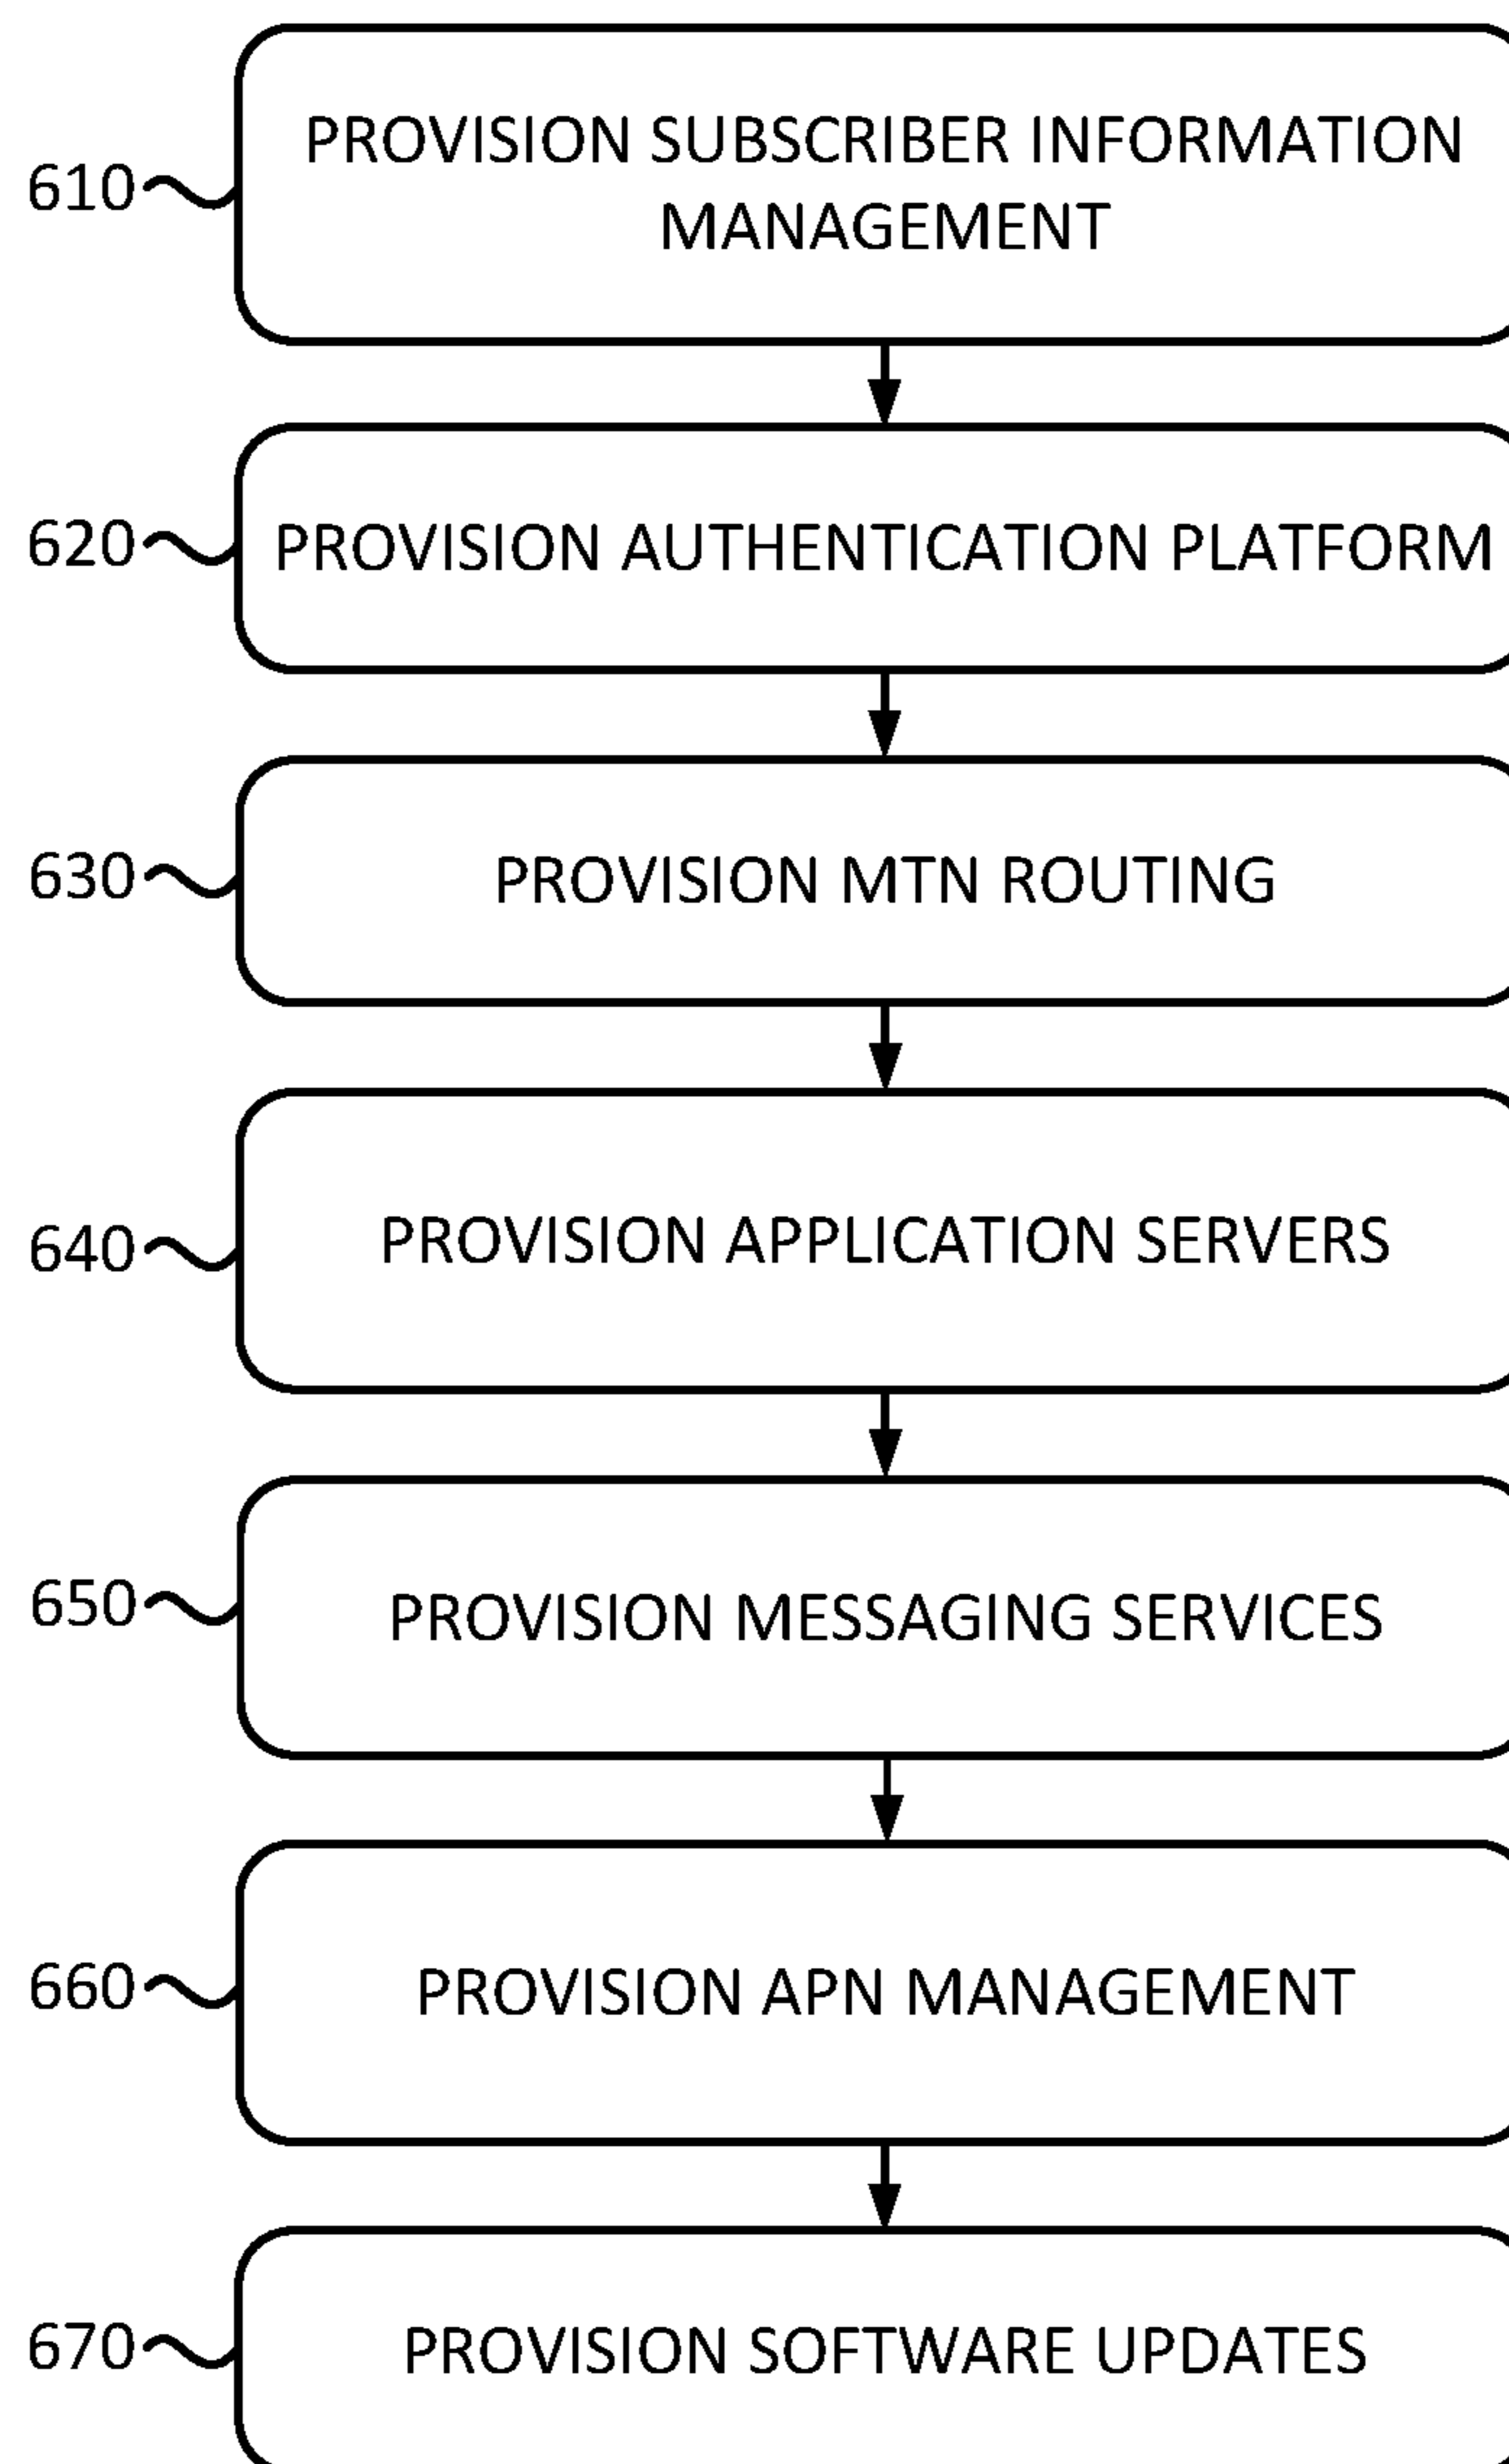 PROVISION SUBSCRIBER INFORMATION
MANAGEMENT
610
620
PROVISION AUTHENTICATION PLATFORM
630
PROVISION MTN ROUTING
640
PROVISION APPLICATION SERVERS
650
PROVISION MESSAGING SERVICES
660
PROVISION APN MANAGEMENT
670
PROVISION SOFTWARE UPDATES